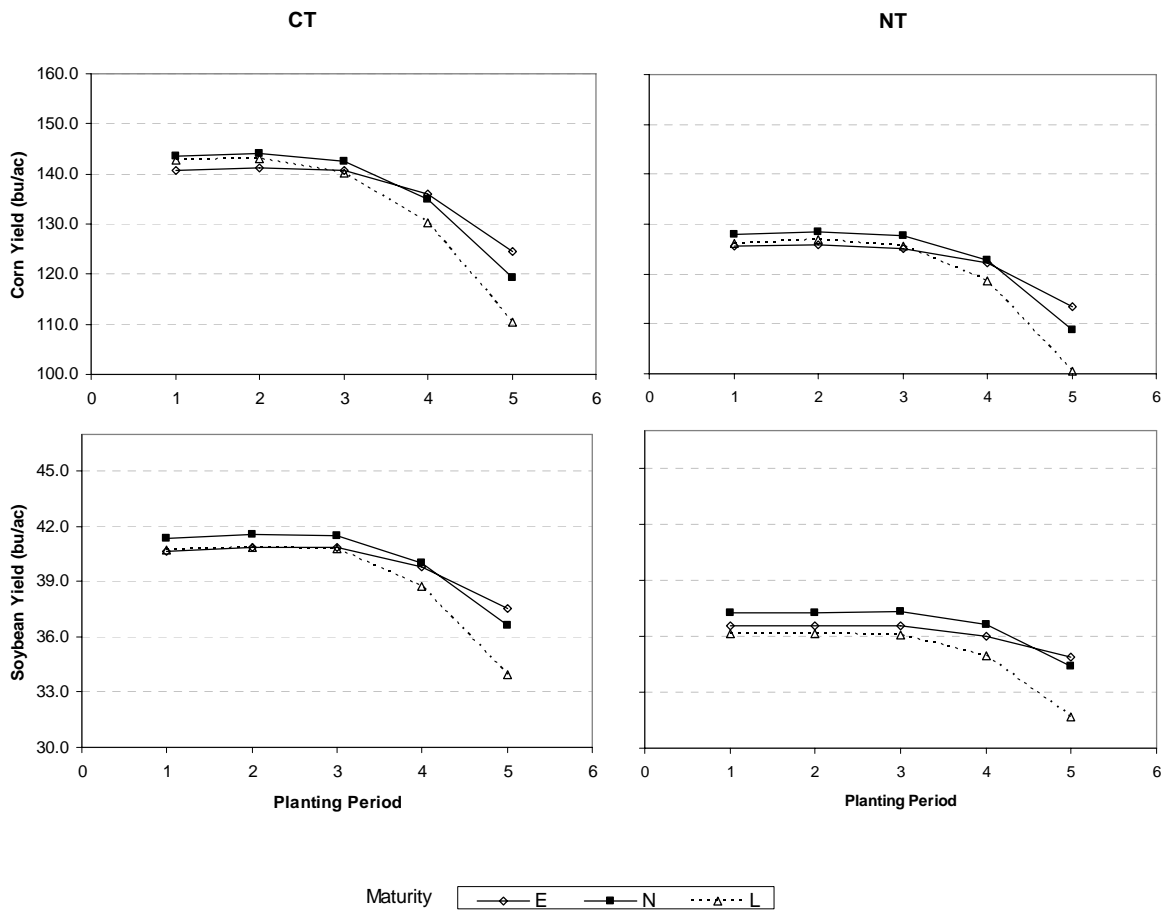 CT
NT
160.0
150.0
140.0
130.0
120.0
110.0
100.0
Corn Yield (bu/ac)
0 1 2 3 4 5 6
0 1 2 3 4 5 6
45.0
42.0
39.0
36.0
33.0
30.0
Soybean Yield (bu/ac)
0 1 2 3 4 5 6
Planting Period
0 1 2 3 4 5 6
Planting Period
Maturity E N L